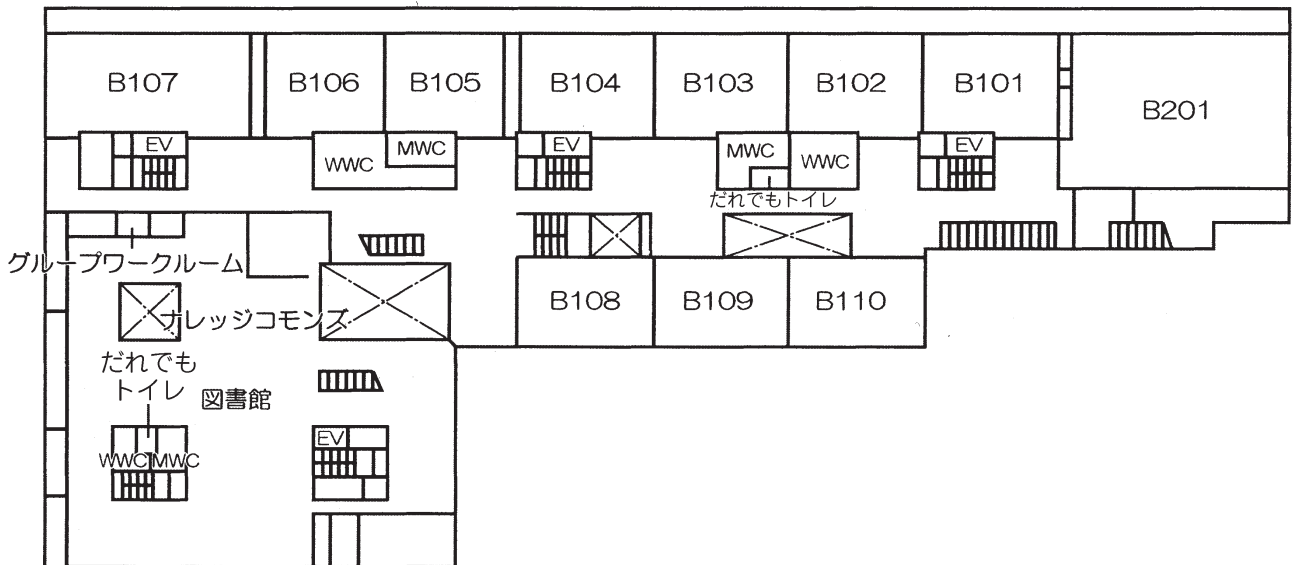 B107
B106
B105
B104
B103
B102
B101
B201
EV
WWC
MWC
EV
MWC
WWC
EV
だれでもトイレ
グループワークルーム
ナレッジコモンズ
B108
B109
B110
だれでも
トイレ
図書館
WWC
MWC
EV